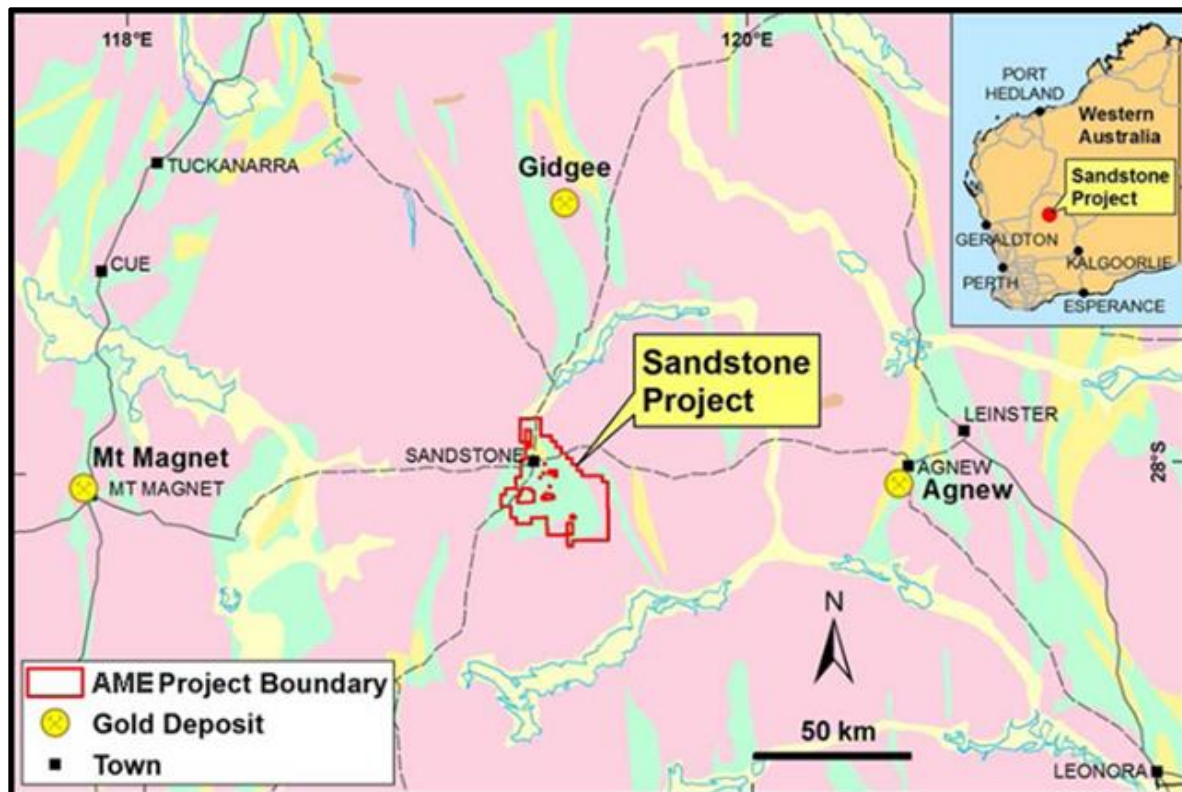 118°E
120°E
PORT
HEDLAND
Western
Australia
Sandstone
Project
GERALDTON
KALGOORLIE
PERTH
ESPERANCE
TUCKANARRA
Gidgee
CUE
Sandstone
Project
LEINSTER
SANDSTONE
28°S
Mt Magnet
MT MAGNET
AGNEW
Agnew
N
AME Project Boundary
Gold Deposit
Town
50 km
LEONORA